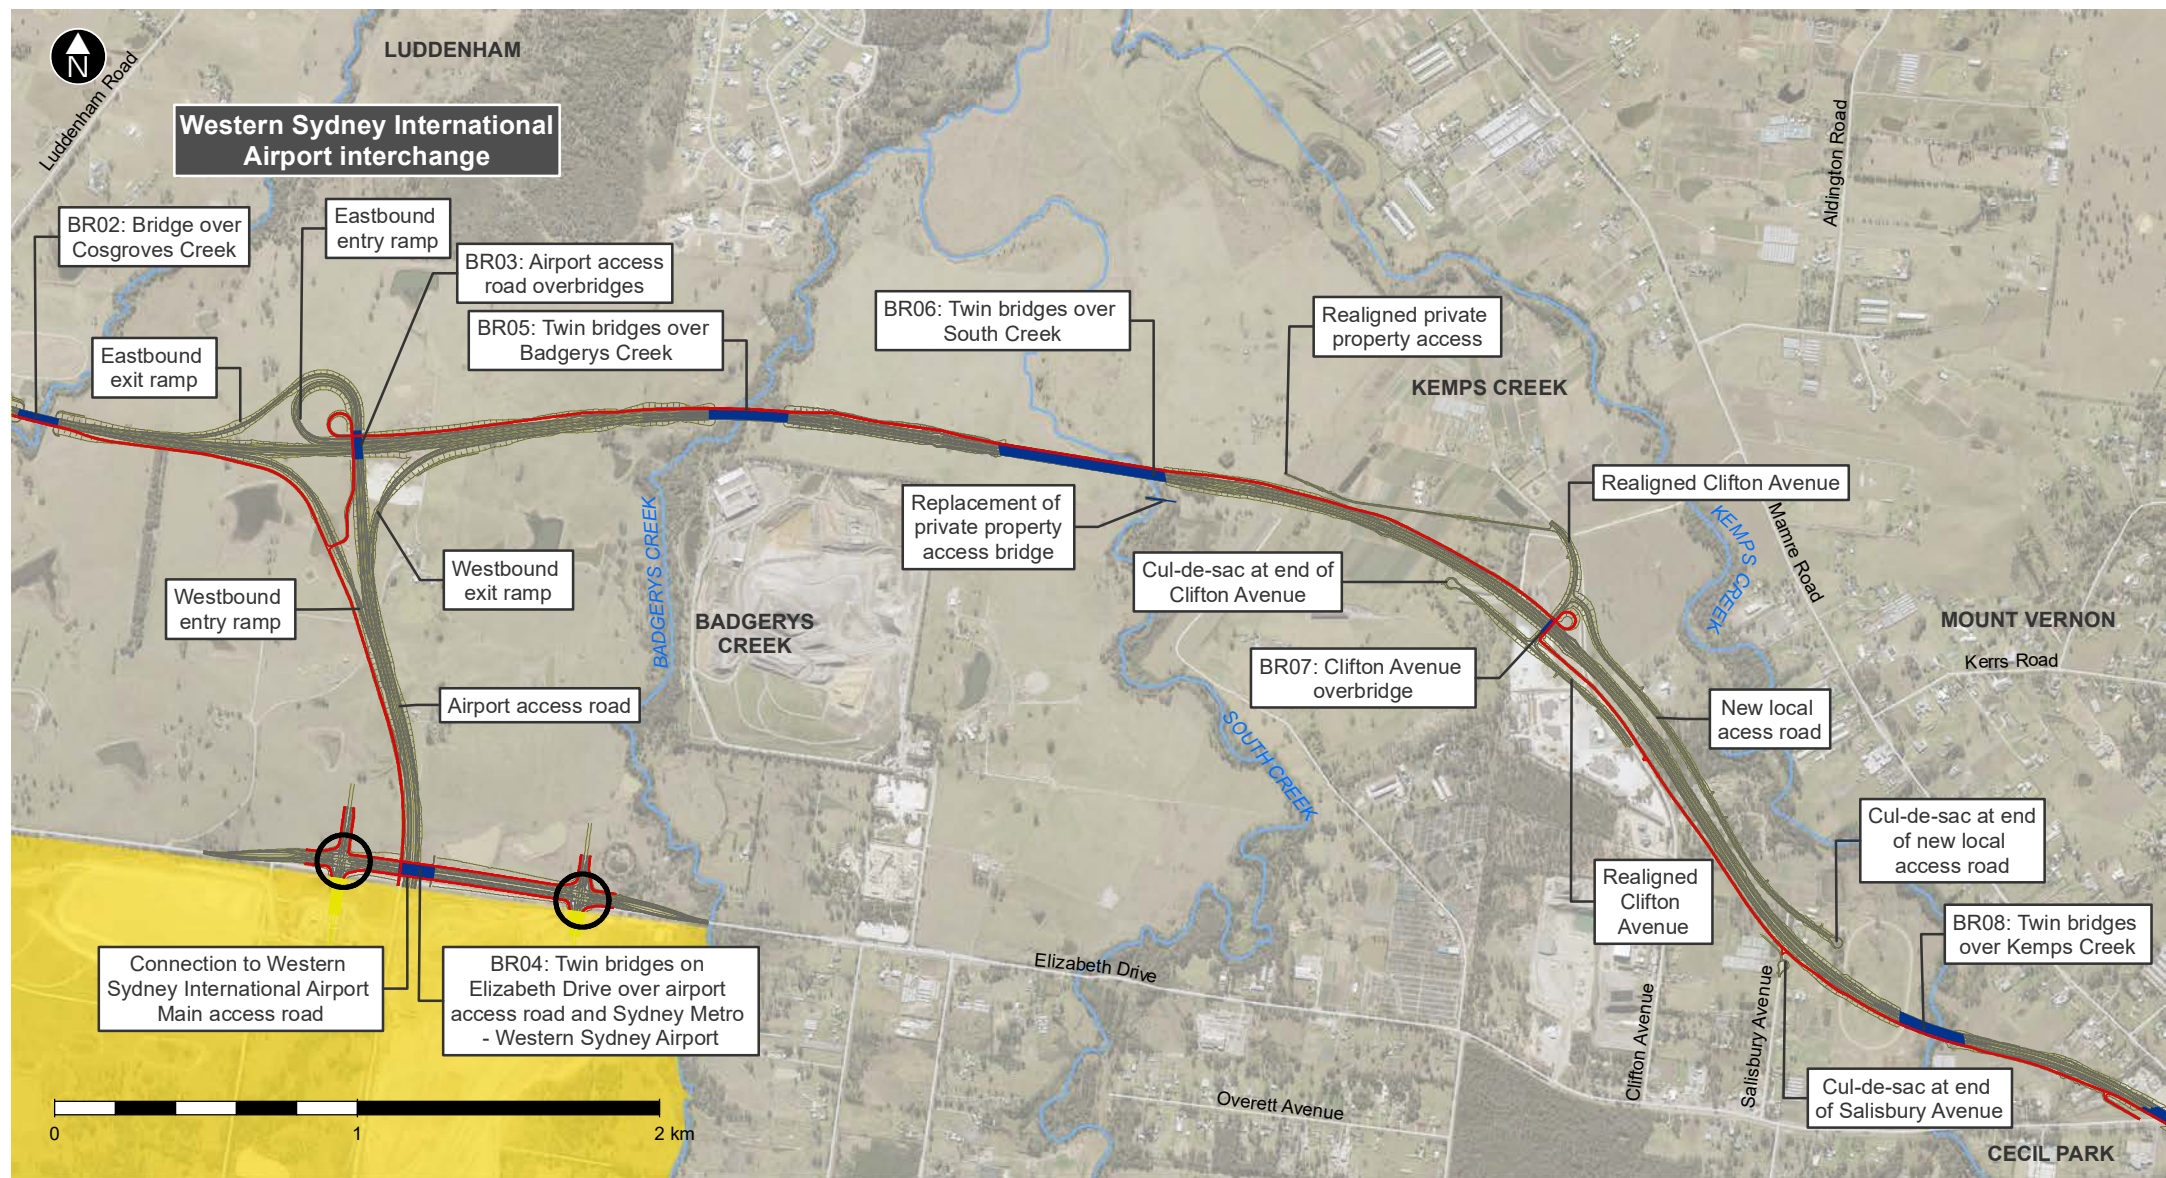 N
LUDDENHAM
Luddenham Road
Western Sydney International
Airport interchange
BR02: Bridge over
Cosgroves Creek
Eastbound
entry ramp
BR03: Airport access
road overbridges
BR05: Twin bridges over
Badgerys Creek
Eastbound
exit ramp
BR06: Twin bridges over
South Creek
Realigned private
property access
Aldington Road
KEMPS CREEK
Realigned Clifton Avenue
Replacement of
private property
access bridge
BADGERYS CREEK
KEMPS CREEK
Mamre Road
Cul-de-sac at end of
Clifton Avenue
Westbound
exit ramp
Westbound
entry ramp
BADGERYS
CREEK
MOUNT VERNON
Kerrs Road
BR07: Clifton Avenue
overbridge
Airport access road
New local
acess road
SOUTH CREEK
Cul-de-sac at end
of new local
access road
Realigned
Clifton
Avenue
BR08: Twin bridges
over Kemps Creek
Connection to Western
Sydney International Airport
Main access road
BR04: Twin bridges on
Elizabeth Drive over airport
access road and Sydney Metro
- Western Sydney Airport
Elizabeth Drive
Clifton Avenue
Salisbury Avenue
Overett Avenue
Cul-de-sac at end
of Salisbury Avenue
0 1 2 km
CECIL PARK